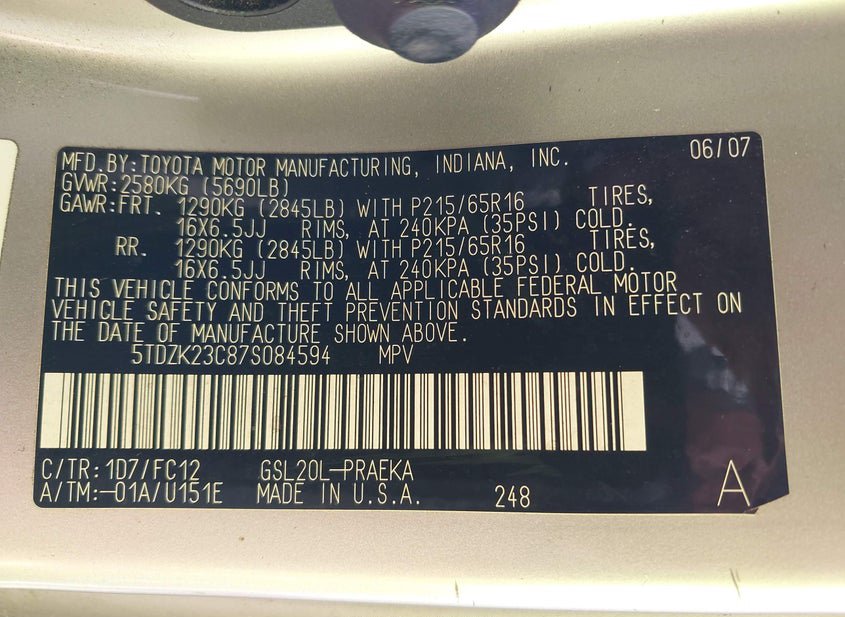 MFD.BY:TOYOTA MOTOR MANUFACTURING, INDIANA, INC. 06/07
GVWR:2580KG (5690LB)
GAWR:FRT. 1290KG (2845LB) WITH P215/65R16 TIRES,
16X6.5JJ RIMS, AT 240KPA (35PSI) COLD.
RR. 1290KG (2845LB) WITH P215/65R16 TIRES,
16X6.5JJ RIMS, AT 240KPA (35PSI) COLD.
THIS VEHICLE CONFORMS TO ALL APPLICABLE FEDERAL MOTOR
VEHICLE SAFETY AND THEFT PREVENTION STANDARDS IN EFFECT ON
THE DATE OF MANUFACTURE SHOWN ABOVE.
5TDZK23C87S084594 MPV
C/TR:1D7/FC12 GSL20L-PRAEKA
A/TM:-01A/U151E MADE IN U.S.A. 248 A